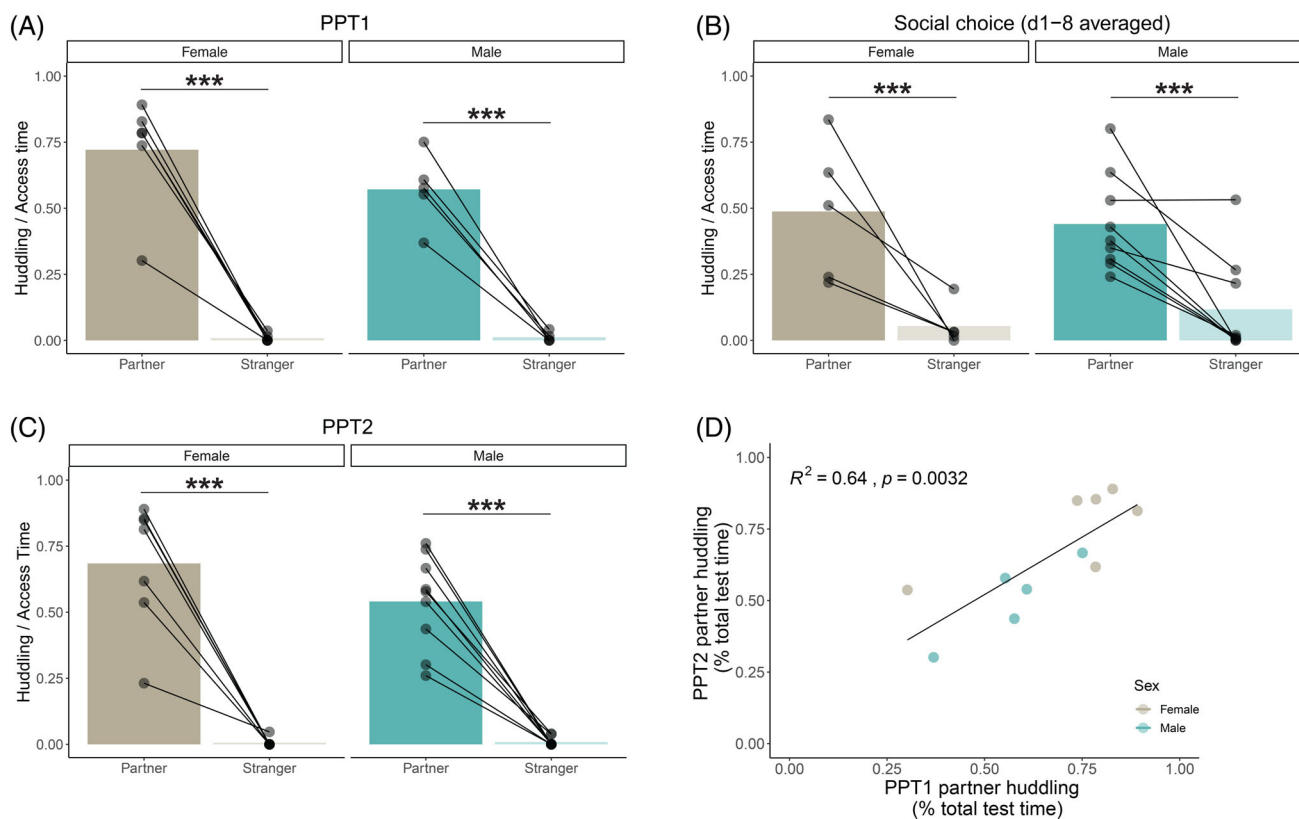 (A)
PPT1
Female
Male
Huddling / Access time
1.00
0.75
0.50
0.25
0.00
***
***
Partner
Stranger
Partner
Stranger
(B)
Social choice (d1−8 averaged)
Female
Male
Huddling / Access time
1.00
0.75
0.50
0.25
0.00
***
***
Partner
Stranger
Partner
Stranger
(C)
PPT2
Female
Male
Huddling / Access Time
1.00
0.75
0.50
0.25
0.00
***
***
Partner
Stranger
Partner
Stranger
(D)
PPT2 partner huddling
(% total test time)
1.00
0.75
0.50
0.25
0.00
R² = 0.64 , p = 0.0032
Sex
Female
Male
0.00
0.25
0.50
0.75
1.00
PPT1 partner huddling
(% total test time)